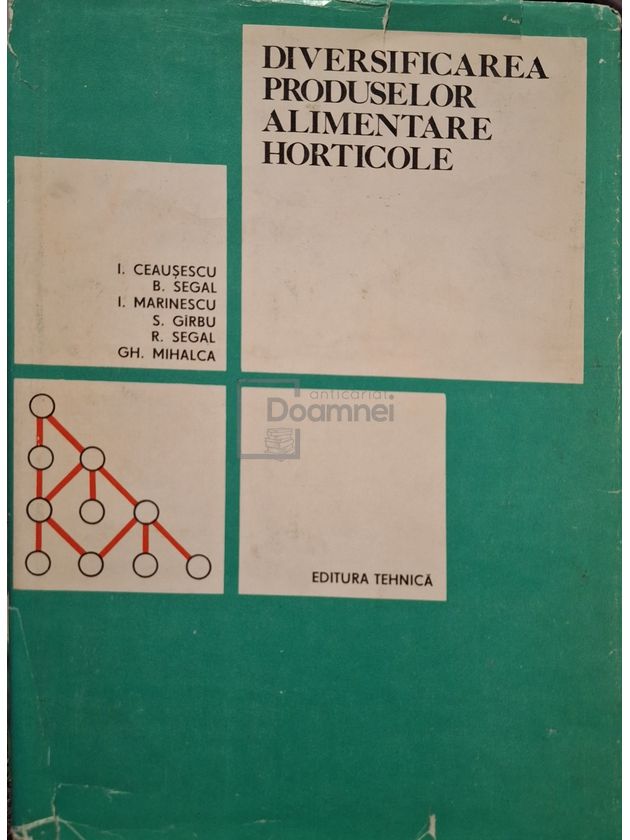 DIVERSIFICAREA
PRODUSELOR
ALIMENTARE
HORTICOLE
I. CEAUȘESCU
B. SEGAL
I. MARINESCU
S. GÎRBU
R. SEGAL
GH. MIHALCA
anticariat
Doamnei
EDITURA TEHNICĂ